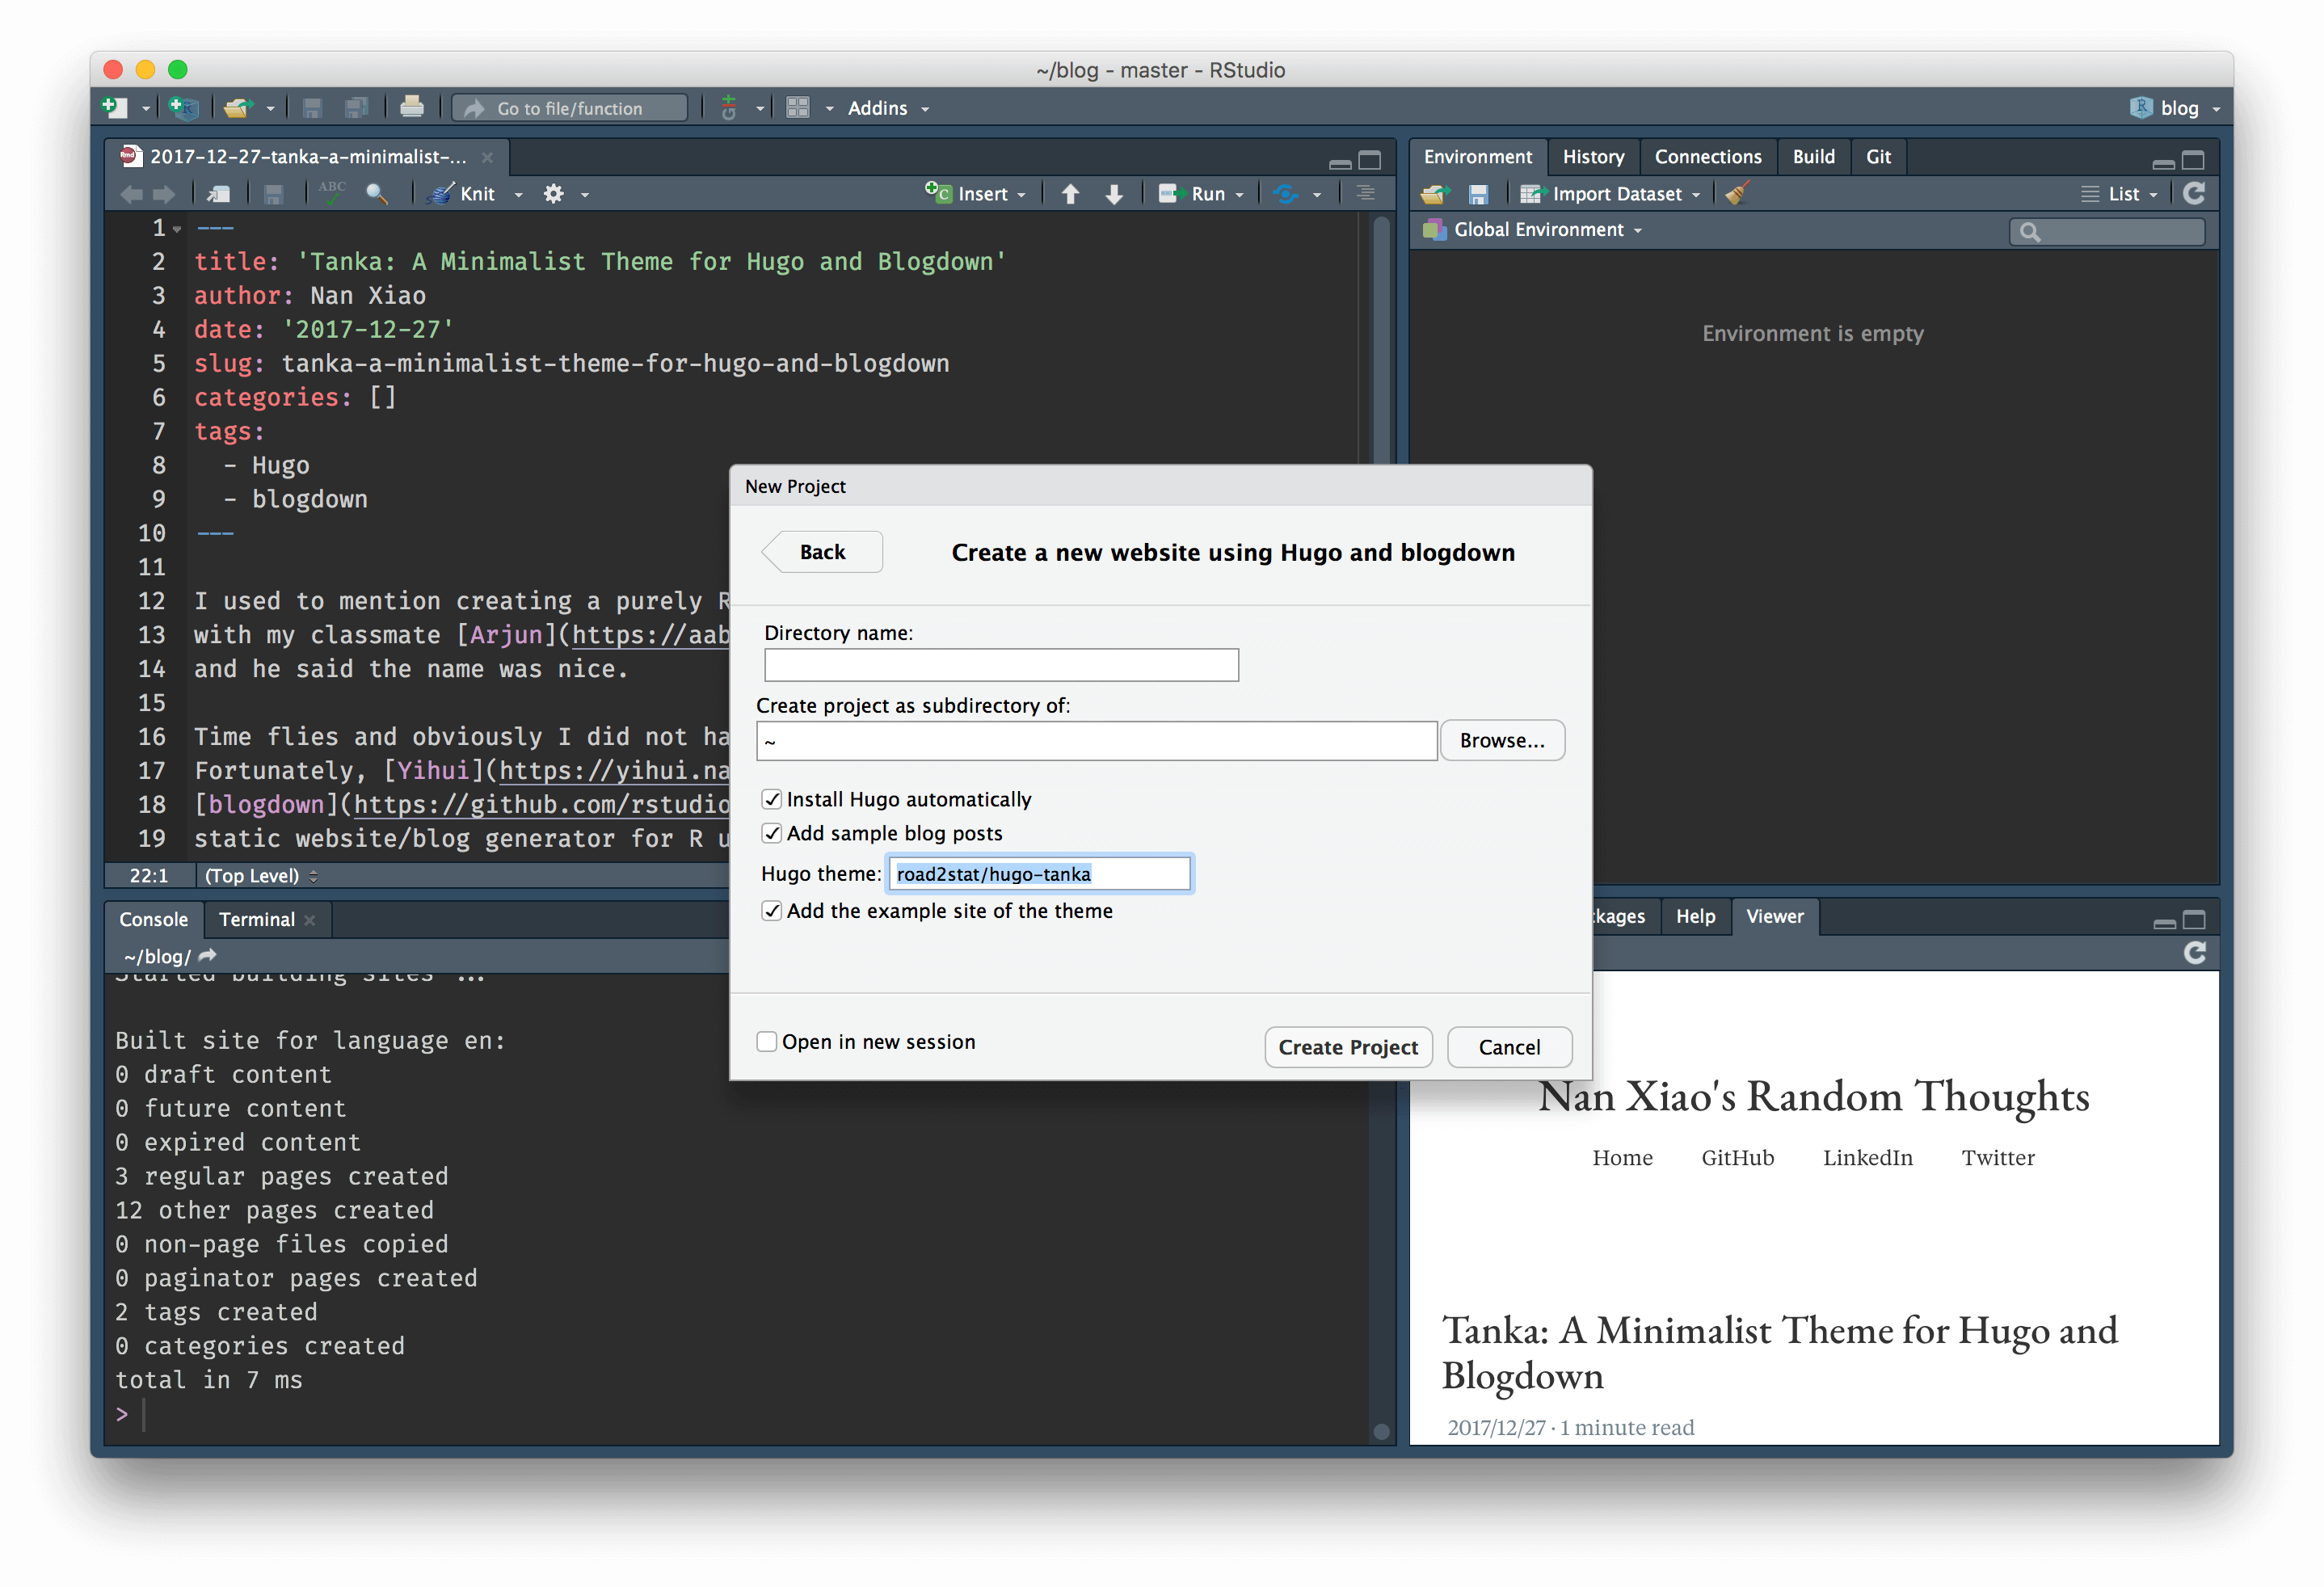 ~/blog - master - RStudio
Go to file/function
Addins
blog
2017-12-27-tanka-a-minimalist-...
ABC
Knit
Insert
Run
1 ---
2 title: 'Tanka: A Minimalist Theme for Hugo and Blogdown'
3 author: Nan Xiao
4 date: '2017-12-27'
5 slug: tanka-a-minimalist-theme-for-hugo-and-blogdown
6 categories: []
7 tags:
8 - Hugo
9 - blogdown
10 ---
11
12 I used to mention creating a purely R
13 with my classmate [Arjun](https://aab
14 and he said the name was nice.
15
16 Time flies and obviously I did not ha
17 Fortunately, [Yihui](https://yihui.na
18 [blogdown](https://github.com/rstudio
19 static website/blog generator for R u
22:1 (Top Level)
Environment History Connections Build Git
Import Dataset
List
Global Environment
Environment is empty
New Project
Back
Create a new website using Hugo and blogdown
Directory name:
Create project as subdirectory of:
~
Browse...
Install Hugo automatically
Add sample blog posts
Hugo theme: road2stat/hugo-tanka
Add the example site of the theme
Open in new session
Create Project
Cancel
Console Terminal
~/blog/
Started building sites ...
Built site for language en:
0 draft content
0 future content
0 expired content
3 regular pages created
12 other pages created
0 non-page files copied
0 paginator pages created
2 tags created
0 categories created
total in 7 ms
>
ckages Help Viewer
Nan Xiao's Random Thoughts
Home GitHub LinkedIn Twitter
Tanka: A Minimalist Theme for Hugo and
Blogdown
2017/12/27 · 1 minute read